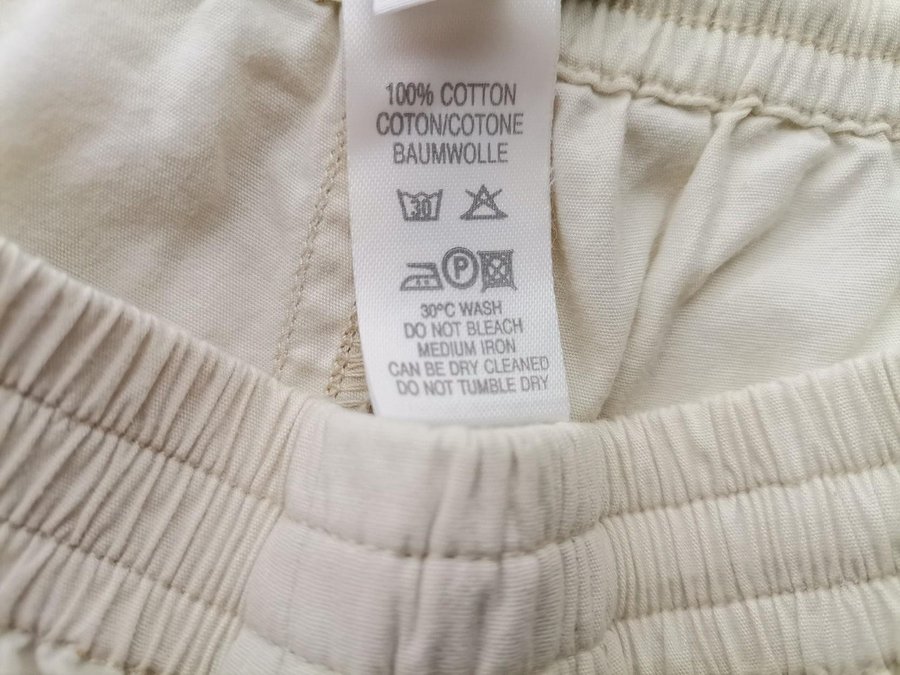 100% COTTON
COTON/COTONE
BAUMWOLLE
30
P
30°C WASH
DO NOT BLEACH
MEDIUM IRON
CAN BE DRY CLEANED
DO NOT TUMBLE DRY